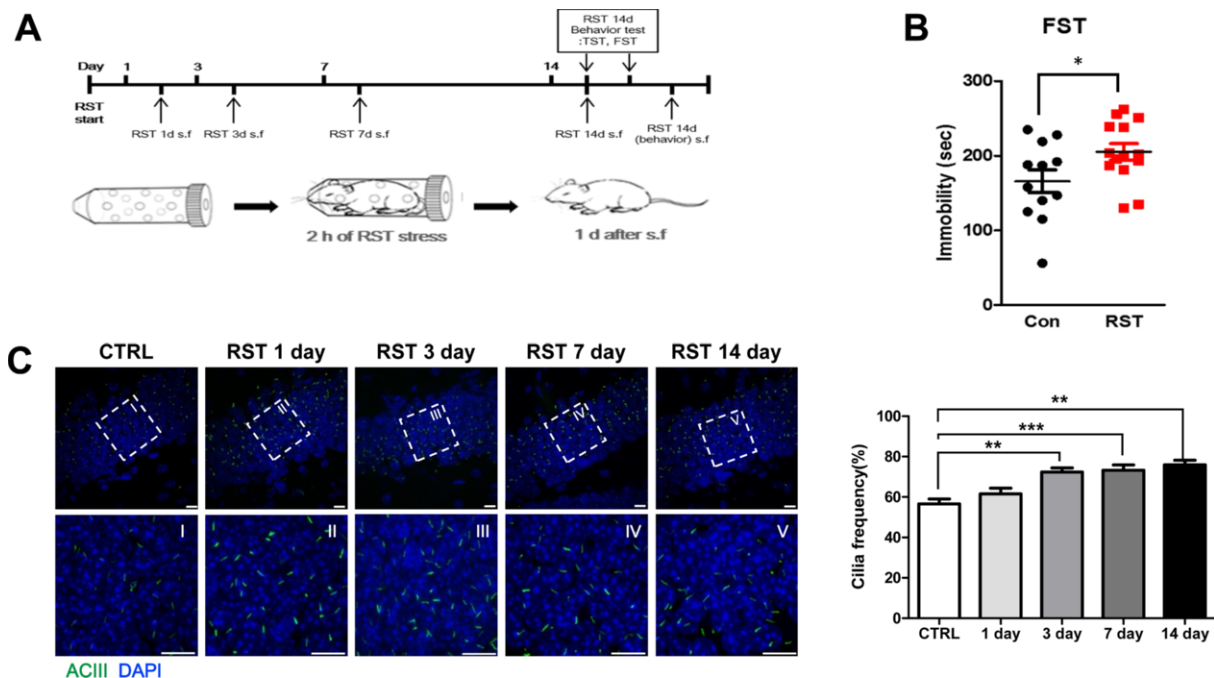 A
RST 14d
Behavior test
:TST, FST
Day
1
3
7
14
RST
start
RST 1d s.f
RST 3d s.f
RST 7d s.f
RST 14d s.f
RST 14d
(behavior) s.f
2 h of RST stress
1 d after s.f
B
FST
*
300
200
100
0
Immobility (sec)
Con
RST
C
CTRL
RST 1 day
RST 3 day
RST 7 day
RST 14 day
I
II
III
IV
V
I
II
III
IV
V
ACIII DAPI
**
***
**
100
80
60
40
20
0
Cilia frequency(%)
CTRL
1 day
3 day
7 day
14 day